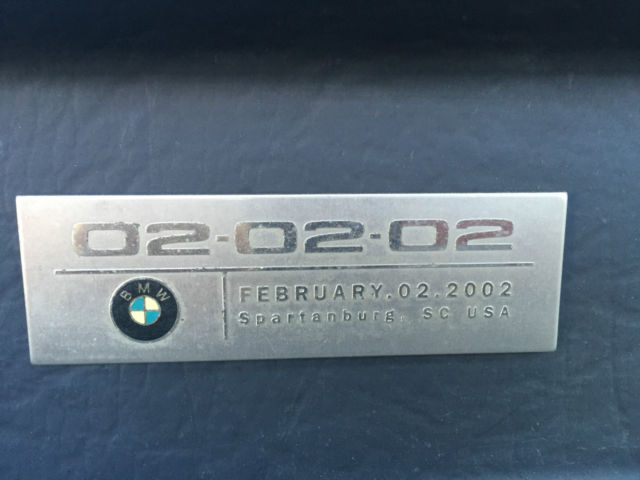 02-02-02
BMW
FEBRUARY.02.2002
Spartanburg, SC USA